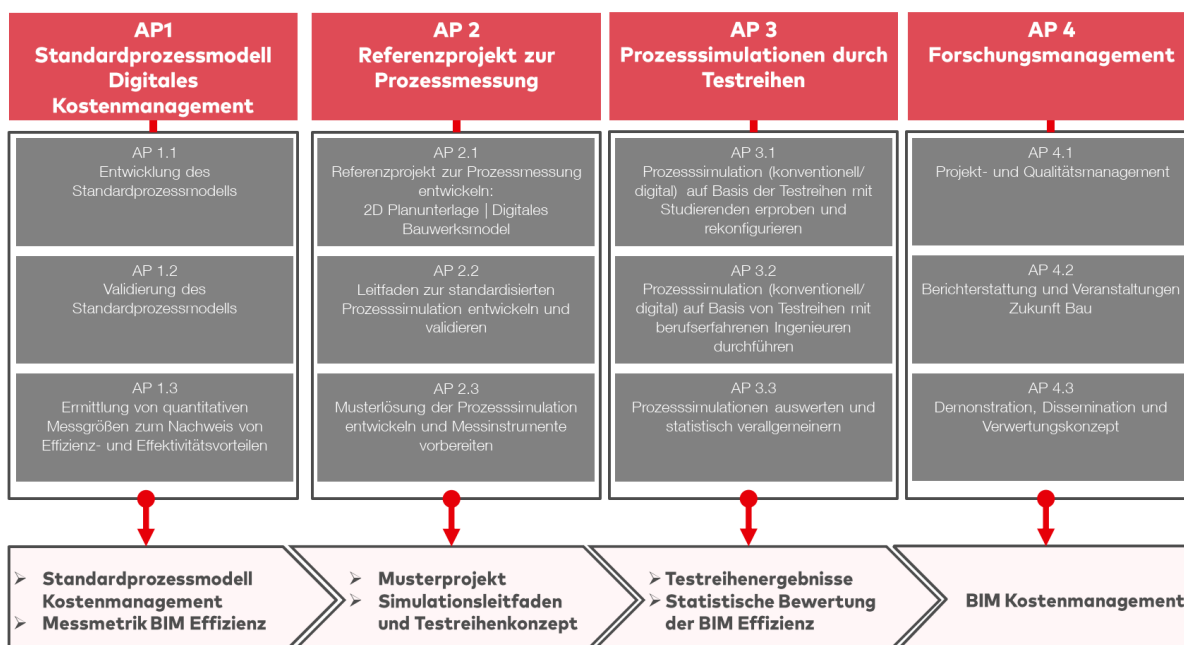 AP1
Standardprozessmodell
Digitales
Kostenmanagement
AP 1.1
Entwicklung des
Standardprozessmodells
AP 1.2
Validierung des
Standardprozessmodells
AP 1.3
Ermittlung von quantitativen
Messgrößen zum Nachweis von
Effizienz- und Effektivitätsvorteilen
➢ Standardprozessmodell
Kostenmanagement
➢ Messmetrik BIM Effizienz
AP 2
Referenzprojekt zur
Prozessmessung
AP 2.1
Referenzprojekt zur Prozessmessung
entwickeln:
2D Planunterlage | Digitales
Bauwerksmodel
AP 2.2
Leitfaden zur standardisierten
Prozesssimulation entwickeln und
validieren
AP 2.3
Musterlösung der Prozesssimulation
entwickeln und Messinstrumente
vorbereiten
➢ Musterprojekt
➢ Simulationsleitfaden
und Testreihenkonzept
AP 3
Prozesssimulationen durch
Testreihen
AP 3.1
Prozesssimulation (konventionell/
digital) auf Basis der Testreihen mit
Studierenden erproben und
rekonfigurieren
AP 3.2
Prozesssimulation (konventionell/
digital) auf Basis von Testreihen mit
berufserfahrenen Ingenieuren
durchführen
AP 3.3
Prozesssimulationen auswerten und
statistisch verallgemeinern
➢ Testreihenergebnisse
➢ Statistische Bewertung
der BIM Effizienz
AP 4
Forschungsmanagement
AP 4.1
Projekt- und Qualitätsmanagement
AP 4.2
Berichterstattung und Veranstaltungen
Zukunft Bau
AP 4.3
Demonstration, Dissemination und
Verwertungskonzept
BIM Kostenmanagement